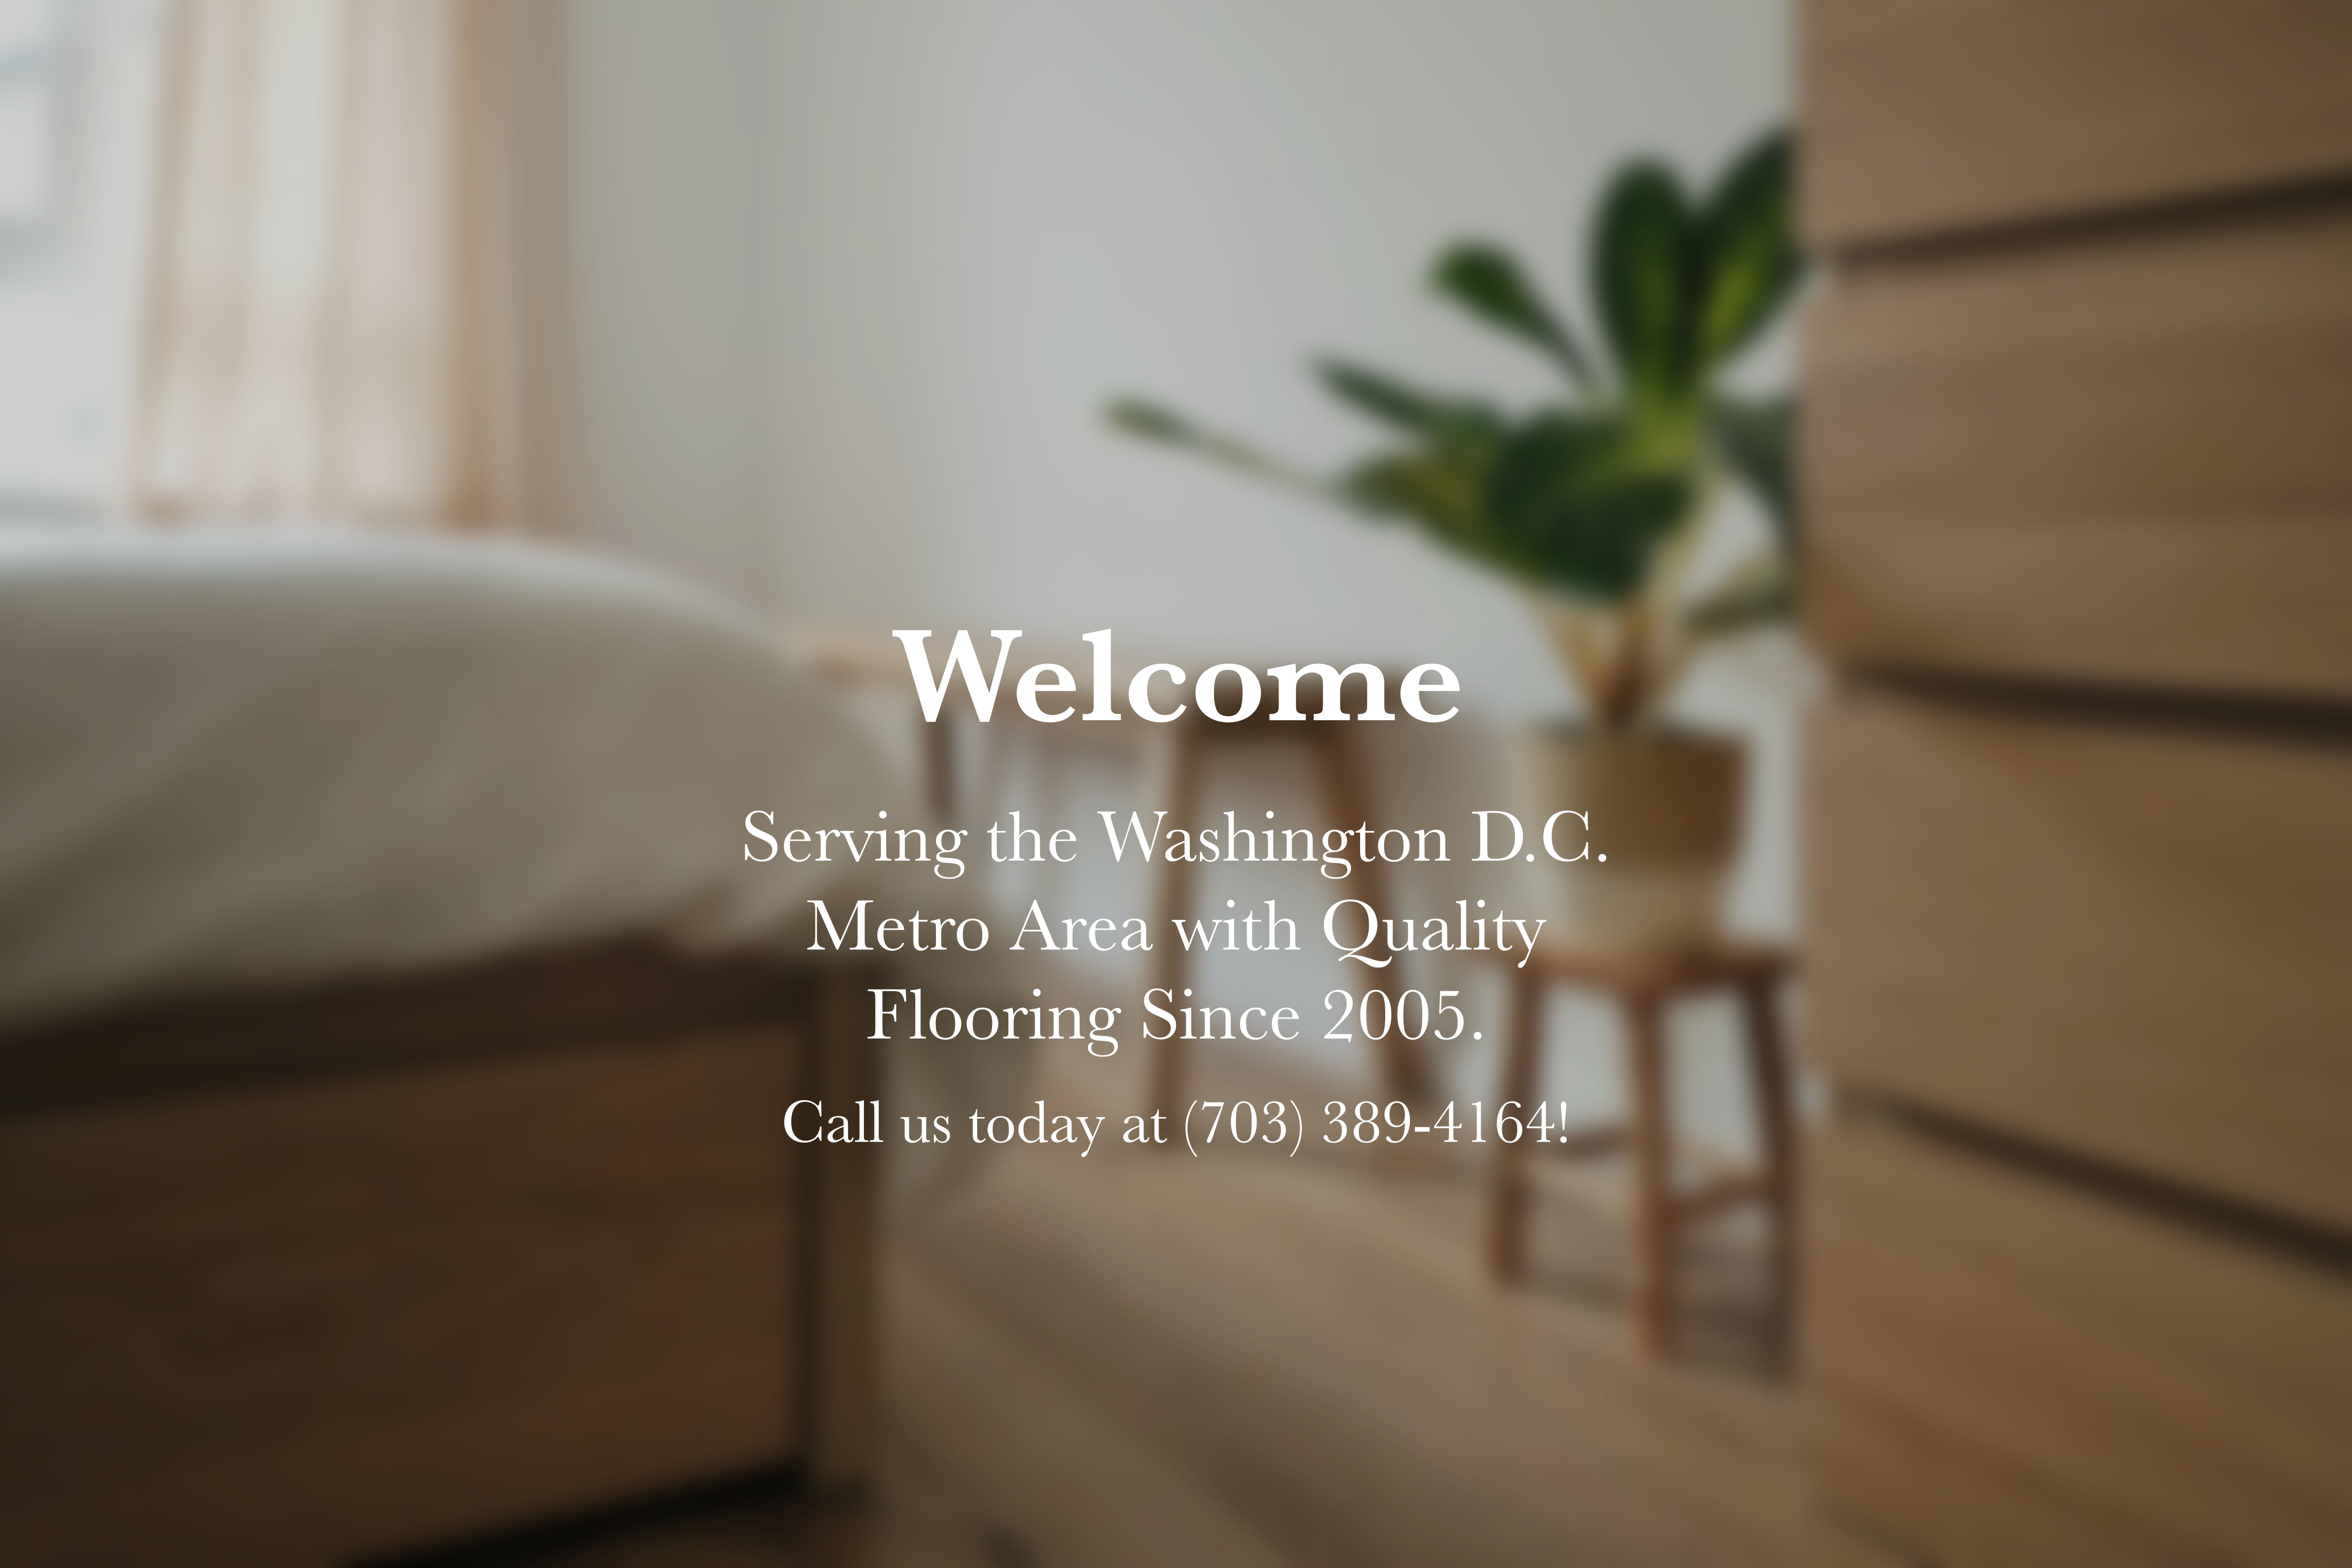 Welcome
Serving the Washington D.C.
Metro Area with Quality
Flooring Since 2005.
Call us today at (703) 389-4164!